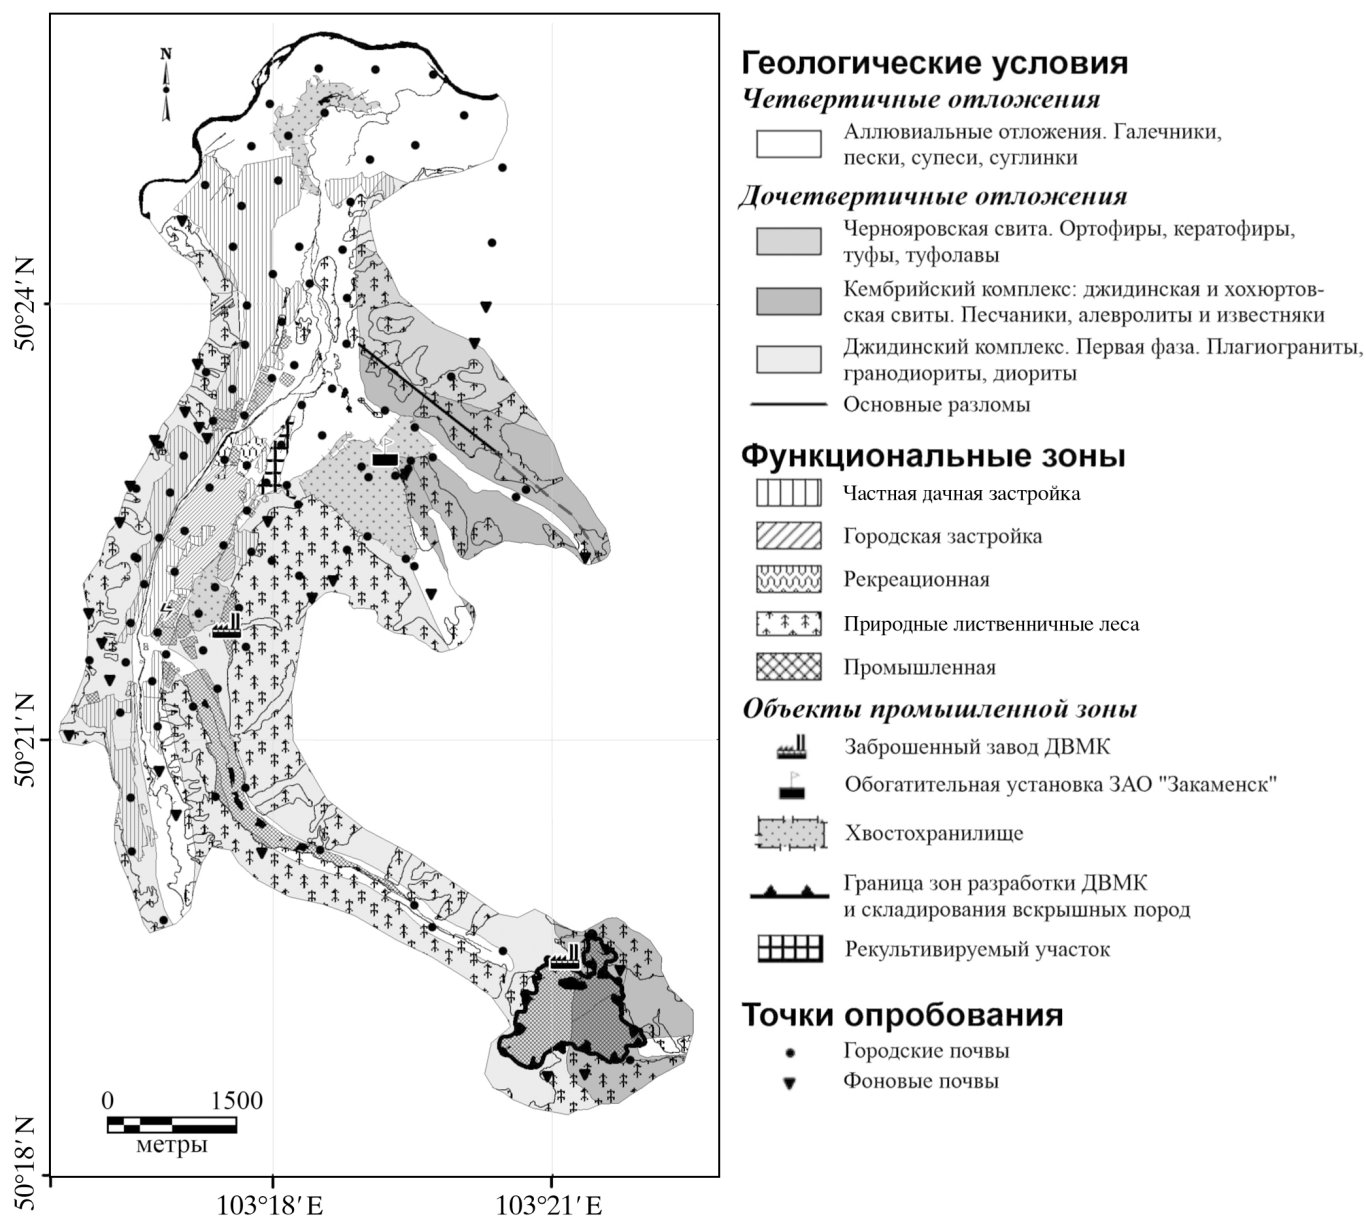 N
50°24′ N
50°21′ N
50°18′ N
103°18′ E
103°21′ E
0 1500
метры
Геологические условия
Четвертичные отложения
Аллювиальные отложения. Галечники,
пески, супеси, суглинки
Дочетвертичные отложения
Чернояровская свита. Ортофиры, кератофиры,
туфы, туфолавы
Кембрийский комплекс: джидинская и хохюртов-
ская свиты. Песчаники, алевролиты и известняки
Джидинский комплекс. Первая фаза. Плагиограниты,
гранодиориты, диориты
Основные разломы
Функциональные зоны
Частная дачная застройка
Городская застройка
Рекреационная
Природные лиственничные леса
Промышленная
Объекты промышленной зоны
Заброшенный завод ДВМК
Обогатительная установка ЗАО "Закаменск"
Хвостохранилище
Граница зон разработки ДВМК
и складирования вскрышных пород
Рекультивируемый участок
Точки опробования
Городские почвы
Фоновые почвы